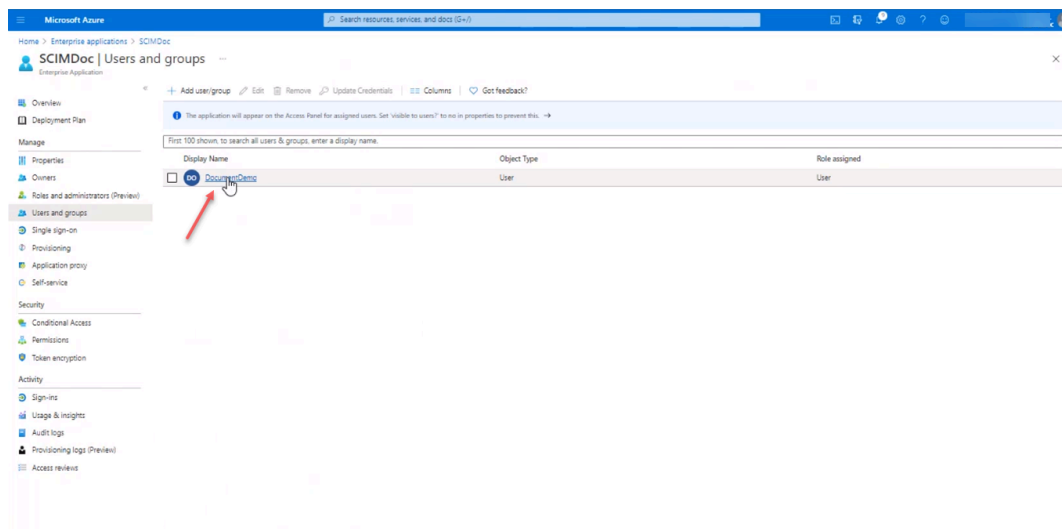 Microsoft Azure
Search resources, services, and docs (G+/)
Home > Enterprise applications > SCIMDoc
SCIMDoc | Users and groups ...
Enterprise Application
Add user/group Edit Remove Update Credentials Columns Got feedback?
The application will appear on the Access Panel for assigned users. Set 'visible to users?' to no in properties to prevent this. →
First 100 shown, to search all users & groups, enter a display name.
Display Name Object Type Role assigned
DO DocumentDemo User User
Overview
Deployment Plan
Manage
Properties
Owners
Roles and administrators (Preview)
Users and groups
Single sign-on
Provisioning
Application proxy
Self-service
Security
Conditional Access
Permissions
Token encryption
Activity
Sign-ins
Usage & insights
Audit logs
Provisioning logs (Preview)
Access reviews